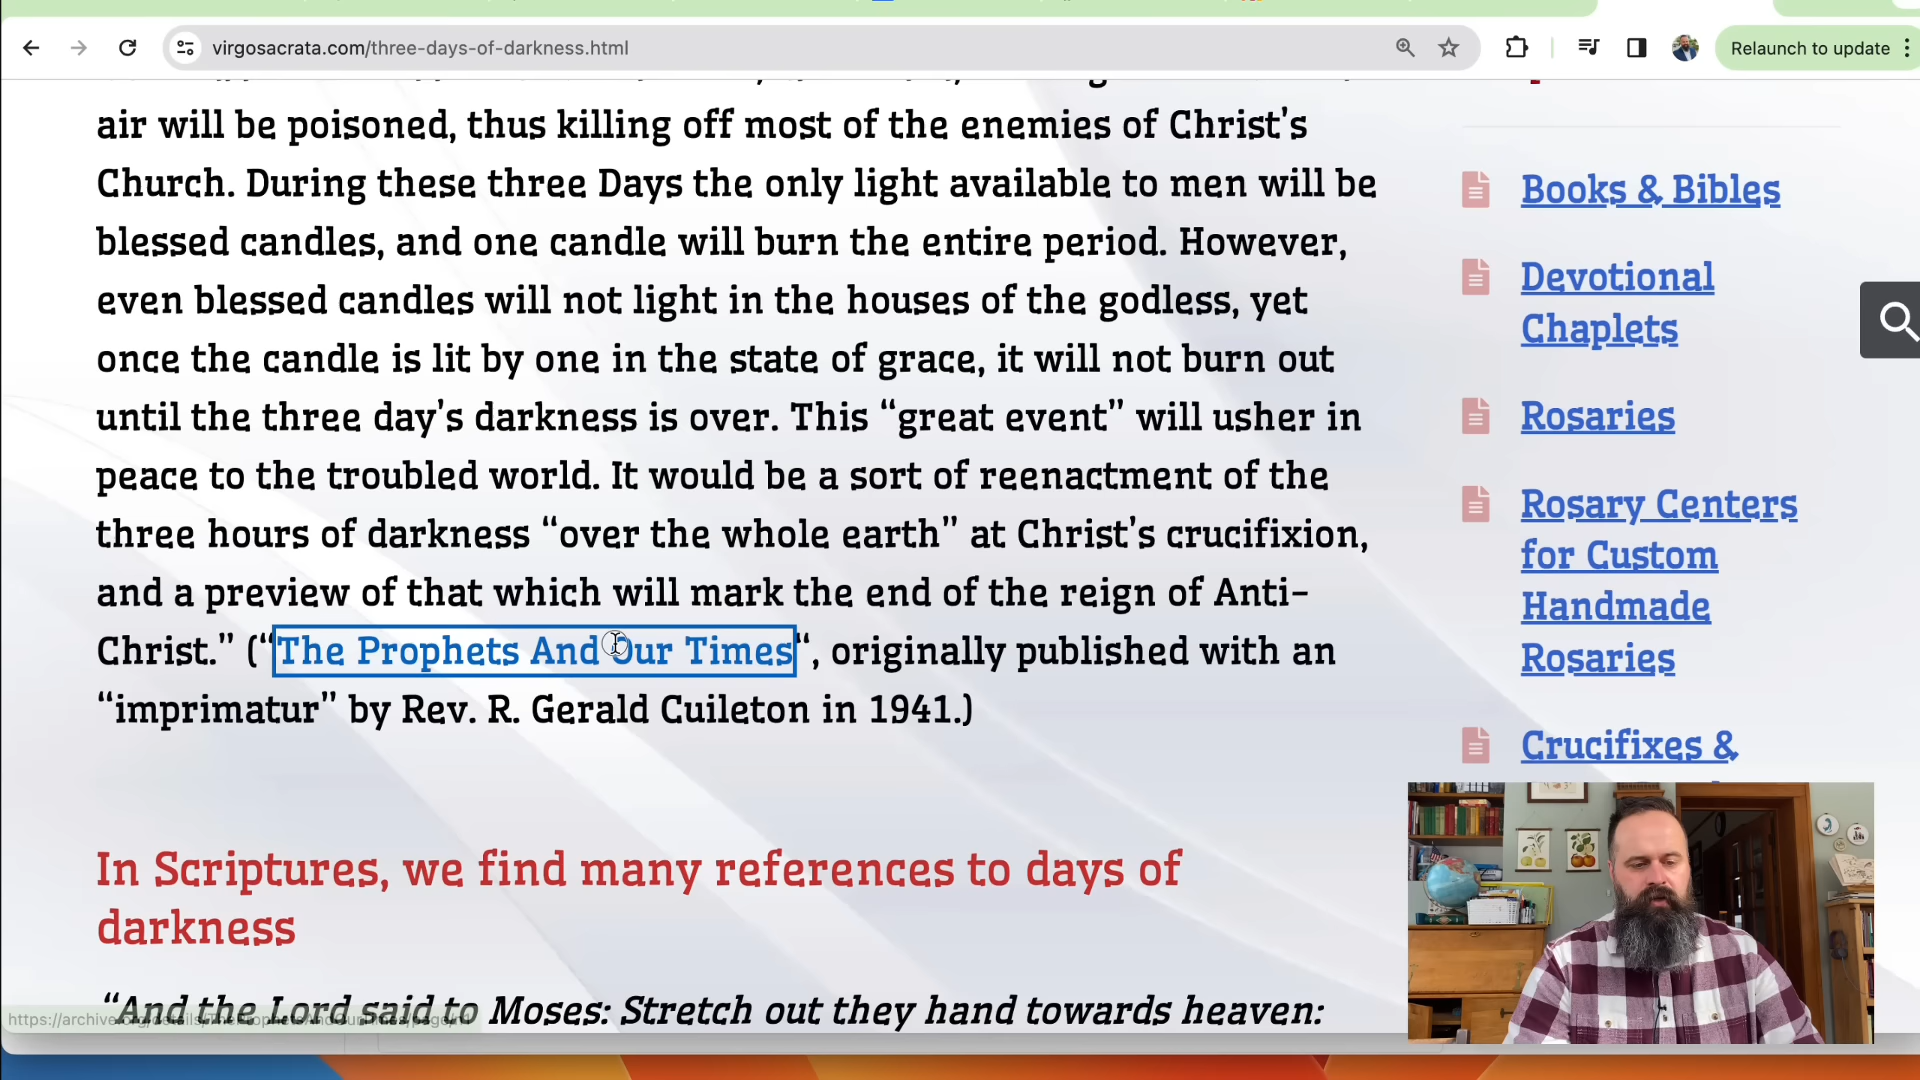 virgosacrata.com/three-days-of-darkness.html
Relaunch to update
air will be poisoned, thus killing off most of the enemies of Christ's
Church. During these three Days the only light available to men will be
blessed candles, and one candle will burn the entire period. However,
even blessed candles will not light in the houses of the godless, yet
once the candle is lit by one in the state of grace, it will not burn out
until the three day's darkness is over. This “great event” will usher in
peace to the troubled world. It would be a sort of reenactment of the
three hours of darkness “over the whole earth” at Christ's crucifixion,
and a preview of that which will mark the end of the reign of Anti-
Christ.” (“The Prophets And Our Times“, originally published with an
“imprimatur” by Rev. R. Gerald Cuileton in 1941.)
In Scriptures, we find many references to days of
darkness
“And the Lord said to Moses: Stretch out they hand towards heaven:
Books & Bibles
Devotional
Chaplets
Rosaries
Rosary Centers
for Custom
Handmade
Rosaries
Crucifixes &